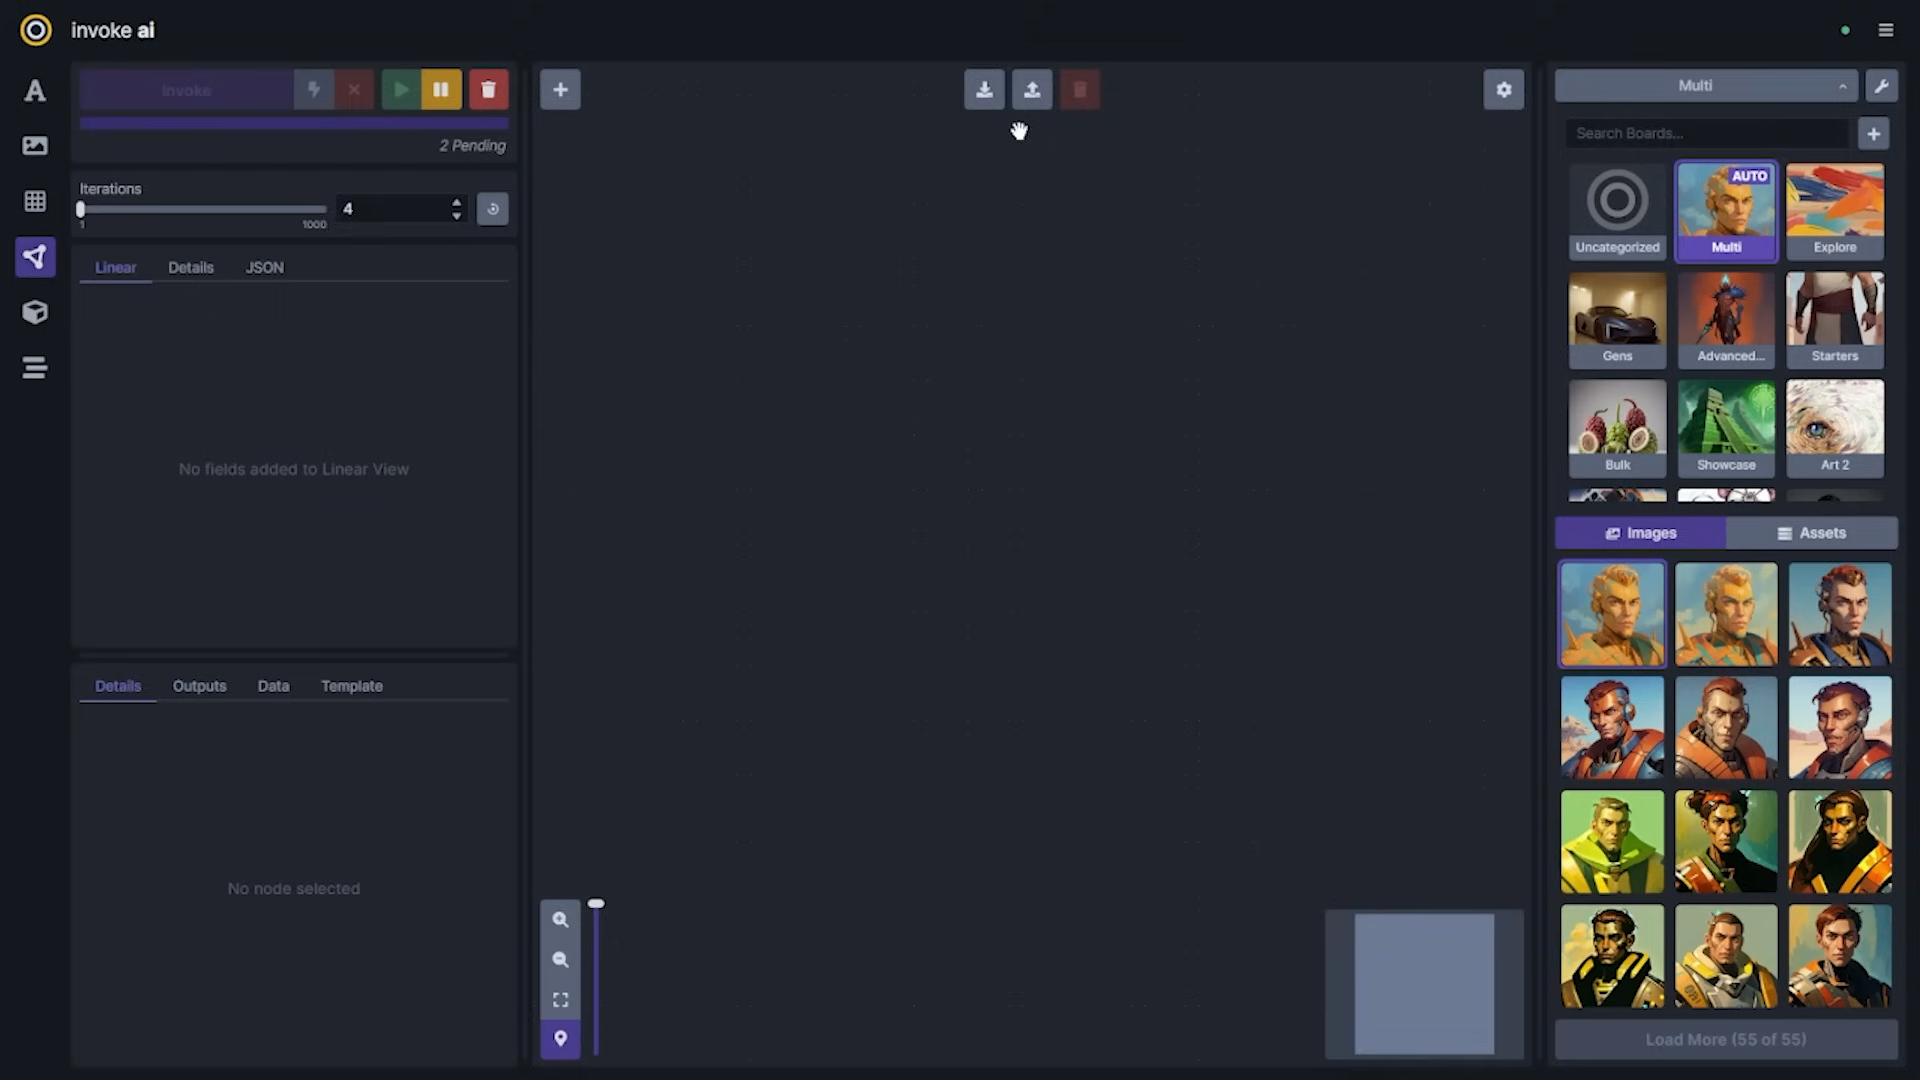 invoke ai
Invoke
2 Pending
Iterations
4
1
1000
Linear Details JSON
No fields added to Linear View
Details Outputs Data Template
No node selected
Multi
Search Boards...
AUTO
Uncategorized Multi Explore
Gens Advanced... Starters
Bulk Showcase Art 2
Images Assets
Load More (55 of 55)